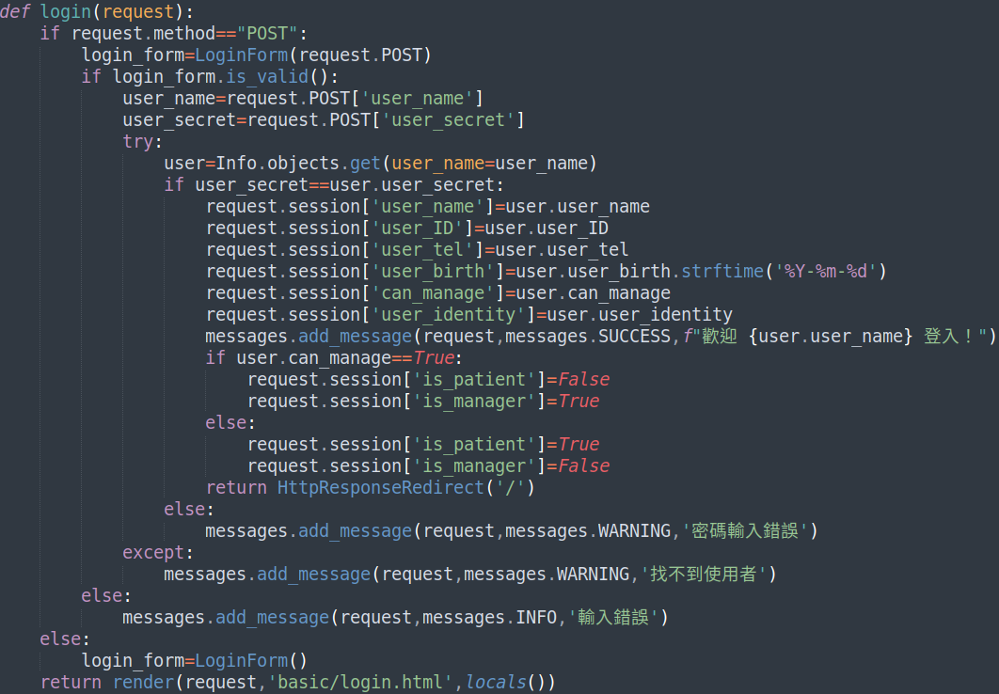 def login(request):
    if request.method=="POST":
        login_form=LoginForm(request.POST)
        if login_form.is_valid():
            user_name=request.POST['user_name']
            user_secret=request.POST['user_secret']
            try:
                user=Info.objects.get(user_name=user_name)
                if user_secret==user.user_secret:
                    request.session['user_name']=user.user_name
                    request.session['user_ID']=user.user_ID
                    request.session['user_tel']=user.user_tel
                    request.session['user_birth']=user.user_birth.strftime('%Y-%m-%d')
                    request.session['can_manage']=user.can_manage
                    request.session['user_identity']=user.user_identity
                    messages.add_message(request,messages.SUCCESS,f"歡迎 {user.user_name} 登入！")
                    if user.can_manage==True:
                        request.session['is_patient']=False
                        request.session['is_manager']=True
                    else:
                        request.session['is_patient']=True
                        request.session['is_manager']=False
                    return HttpResponseRedirect('/')
                else:
                    messages.add_message(request,messages.WARNING,'密碼輸入錯誤')
            except:
                messages.add_message(request,messages.WARNING,'找不到使用者')
        else:
            messages.add_message(request,messages.INFO,'輸入錯誤')
    else:
        login_form=LoginForm()
    return render(request,'basic/login.html',locals())